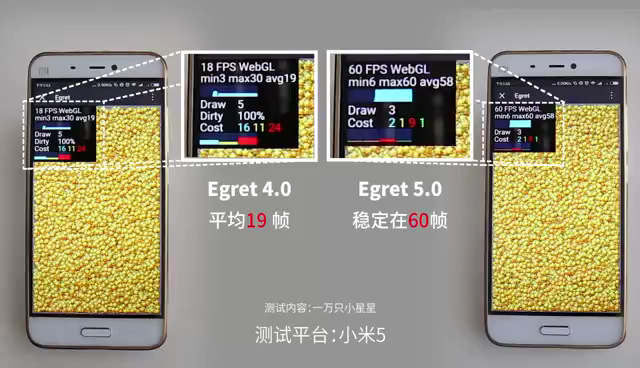 Egret
18 FPS WebGL
min3 max30 avg19
Draw 5
Dirty 100%
Cost 16 11 24
18 FPS WebGL
min3 max30 avg19
Draw 5
Dirty 100%
Cost 16 11 24
60 FPS WebGL
min6 max60 avg58
Draw 3
Cost 2 1 9 1
Egret
60 FPS WebGL
min6 max60 avg58
Draw 3
Cost 2 1 9 1
Egret 4.0
平均19 帧
Egret 5.0
稳定在60帧
测试内容:一万只小星星
测试平台:小米5